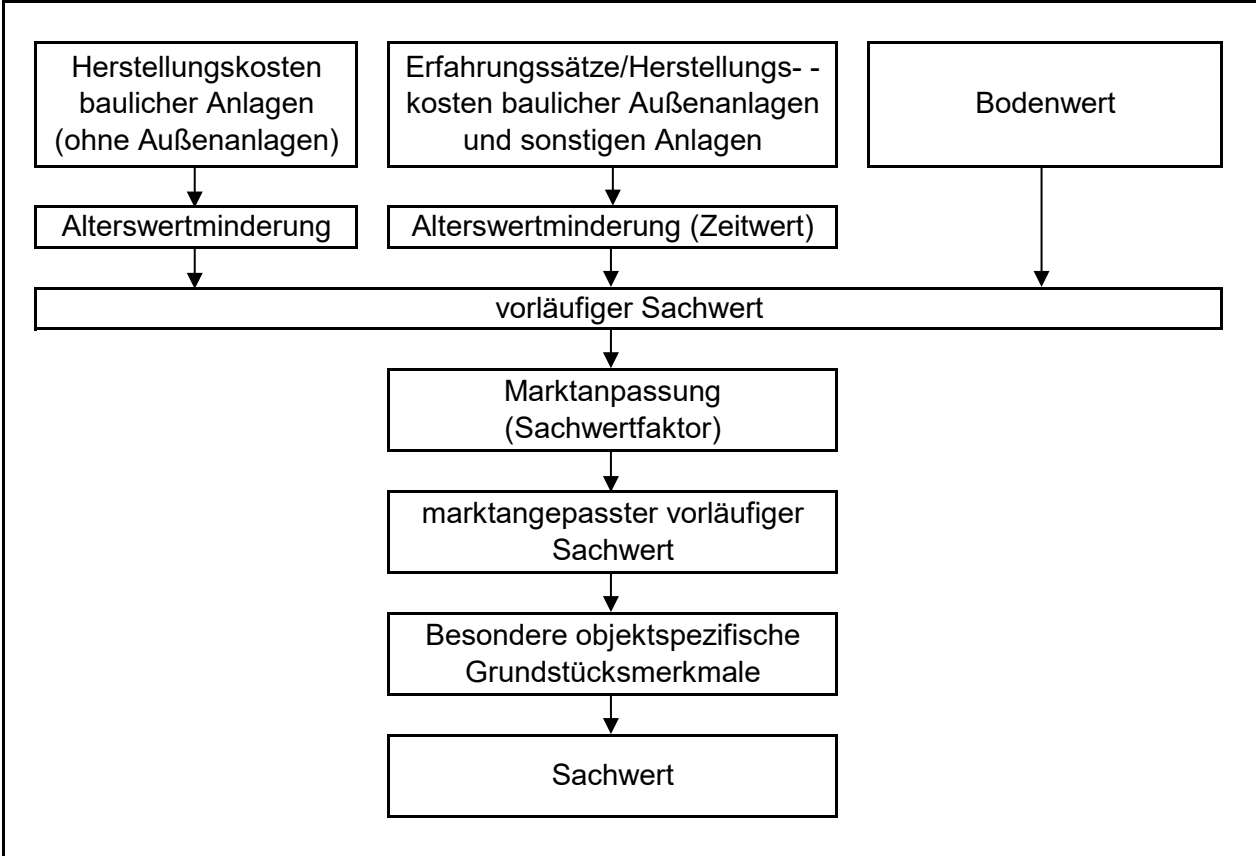 Herstellungskosten
baulicher Anlagen
(ohne Außenanlagen)
Erfahrungssätze/Herstellungs- -
kosten baulicher Außenanlagen
und sonstigen Anlagen
Bodenwert
Alterswertminderung
Alterswertminderung (Zeitwert)
vorläufiger Sachwert
Marktanpassung
(Sachwertfaktor)
marktangepasster vorläufiger
Sachwert
Besondere objektspezifische
Grundstücksmerkmale
Sachwert